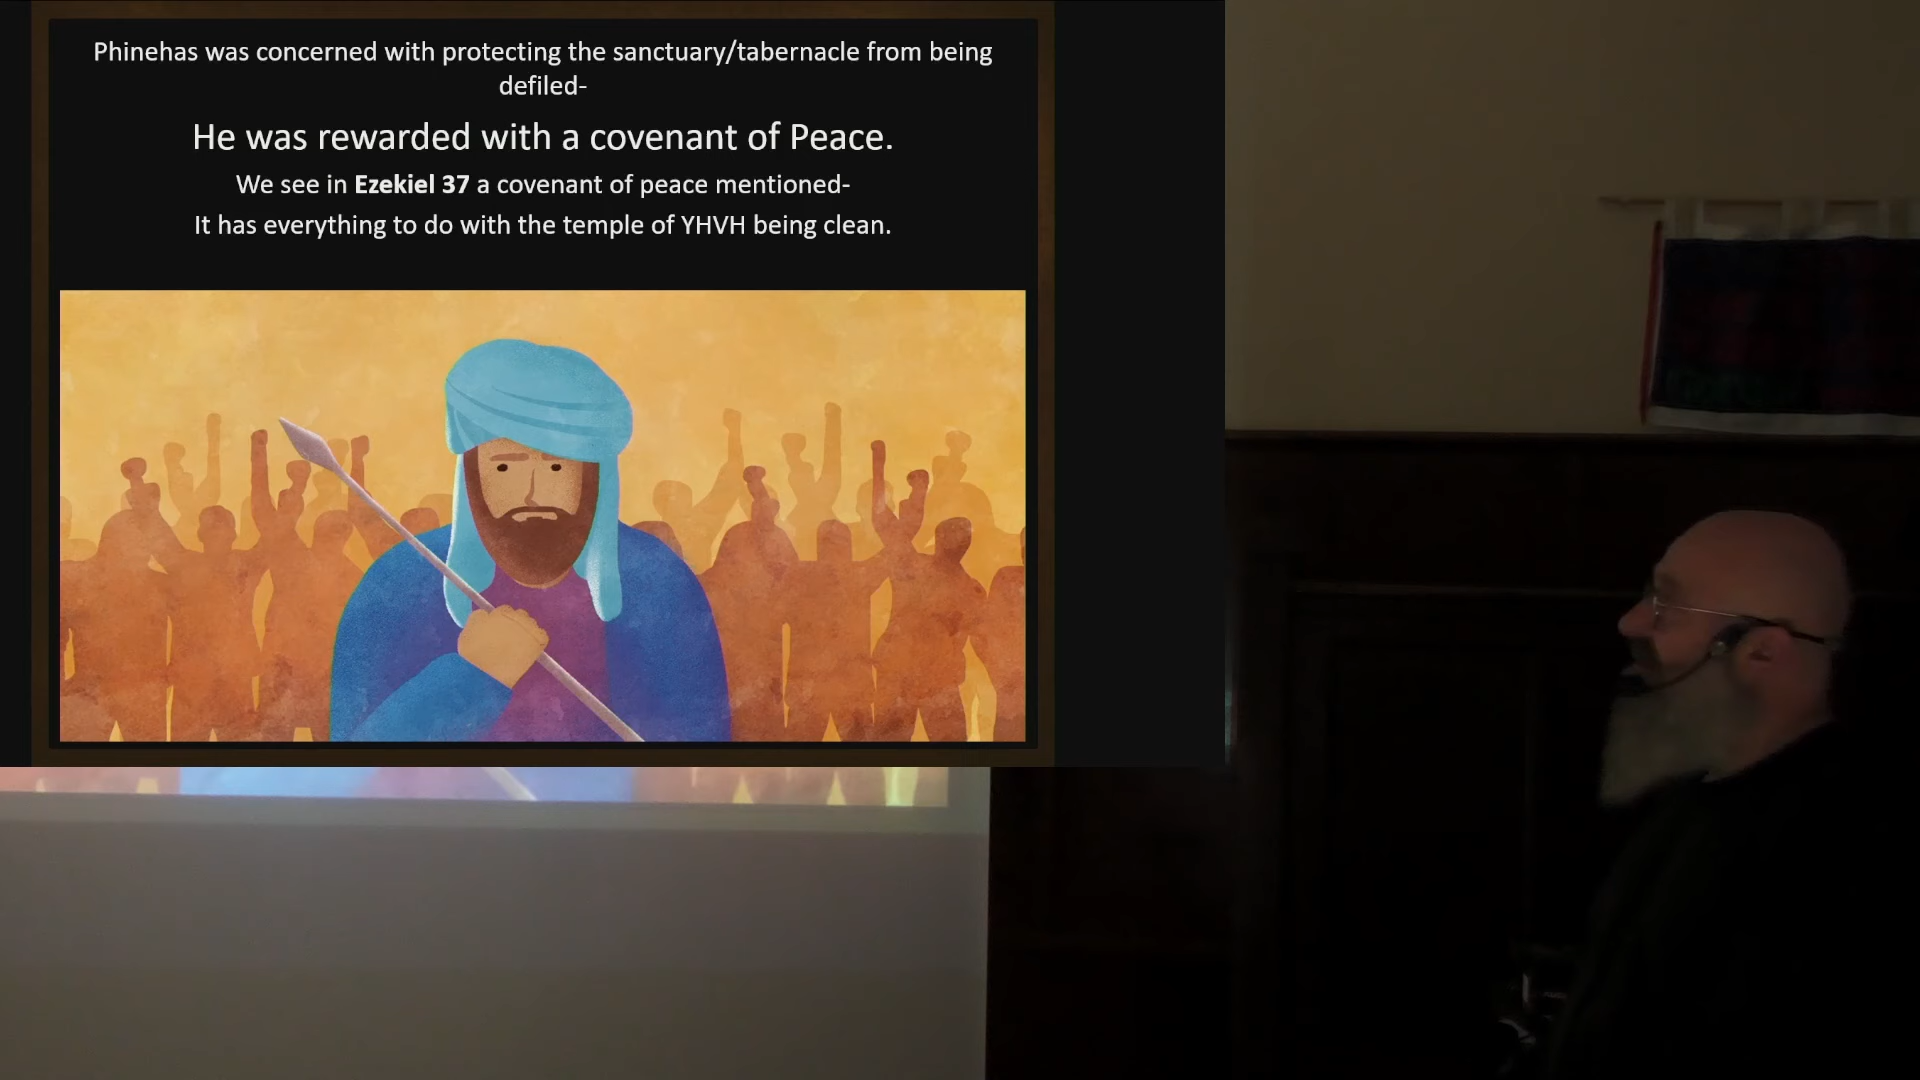 Phinehas was concerned with protecting the sanctuary/tabernacle from being
defiled-
He was rewarded with a covenant of Peace.
We see in Ezekiel 37 a covenant of peace mentioned-
It has everything to do with the temple of YHVH being clean.